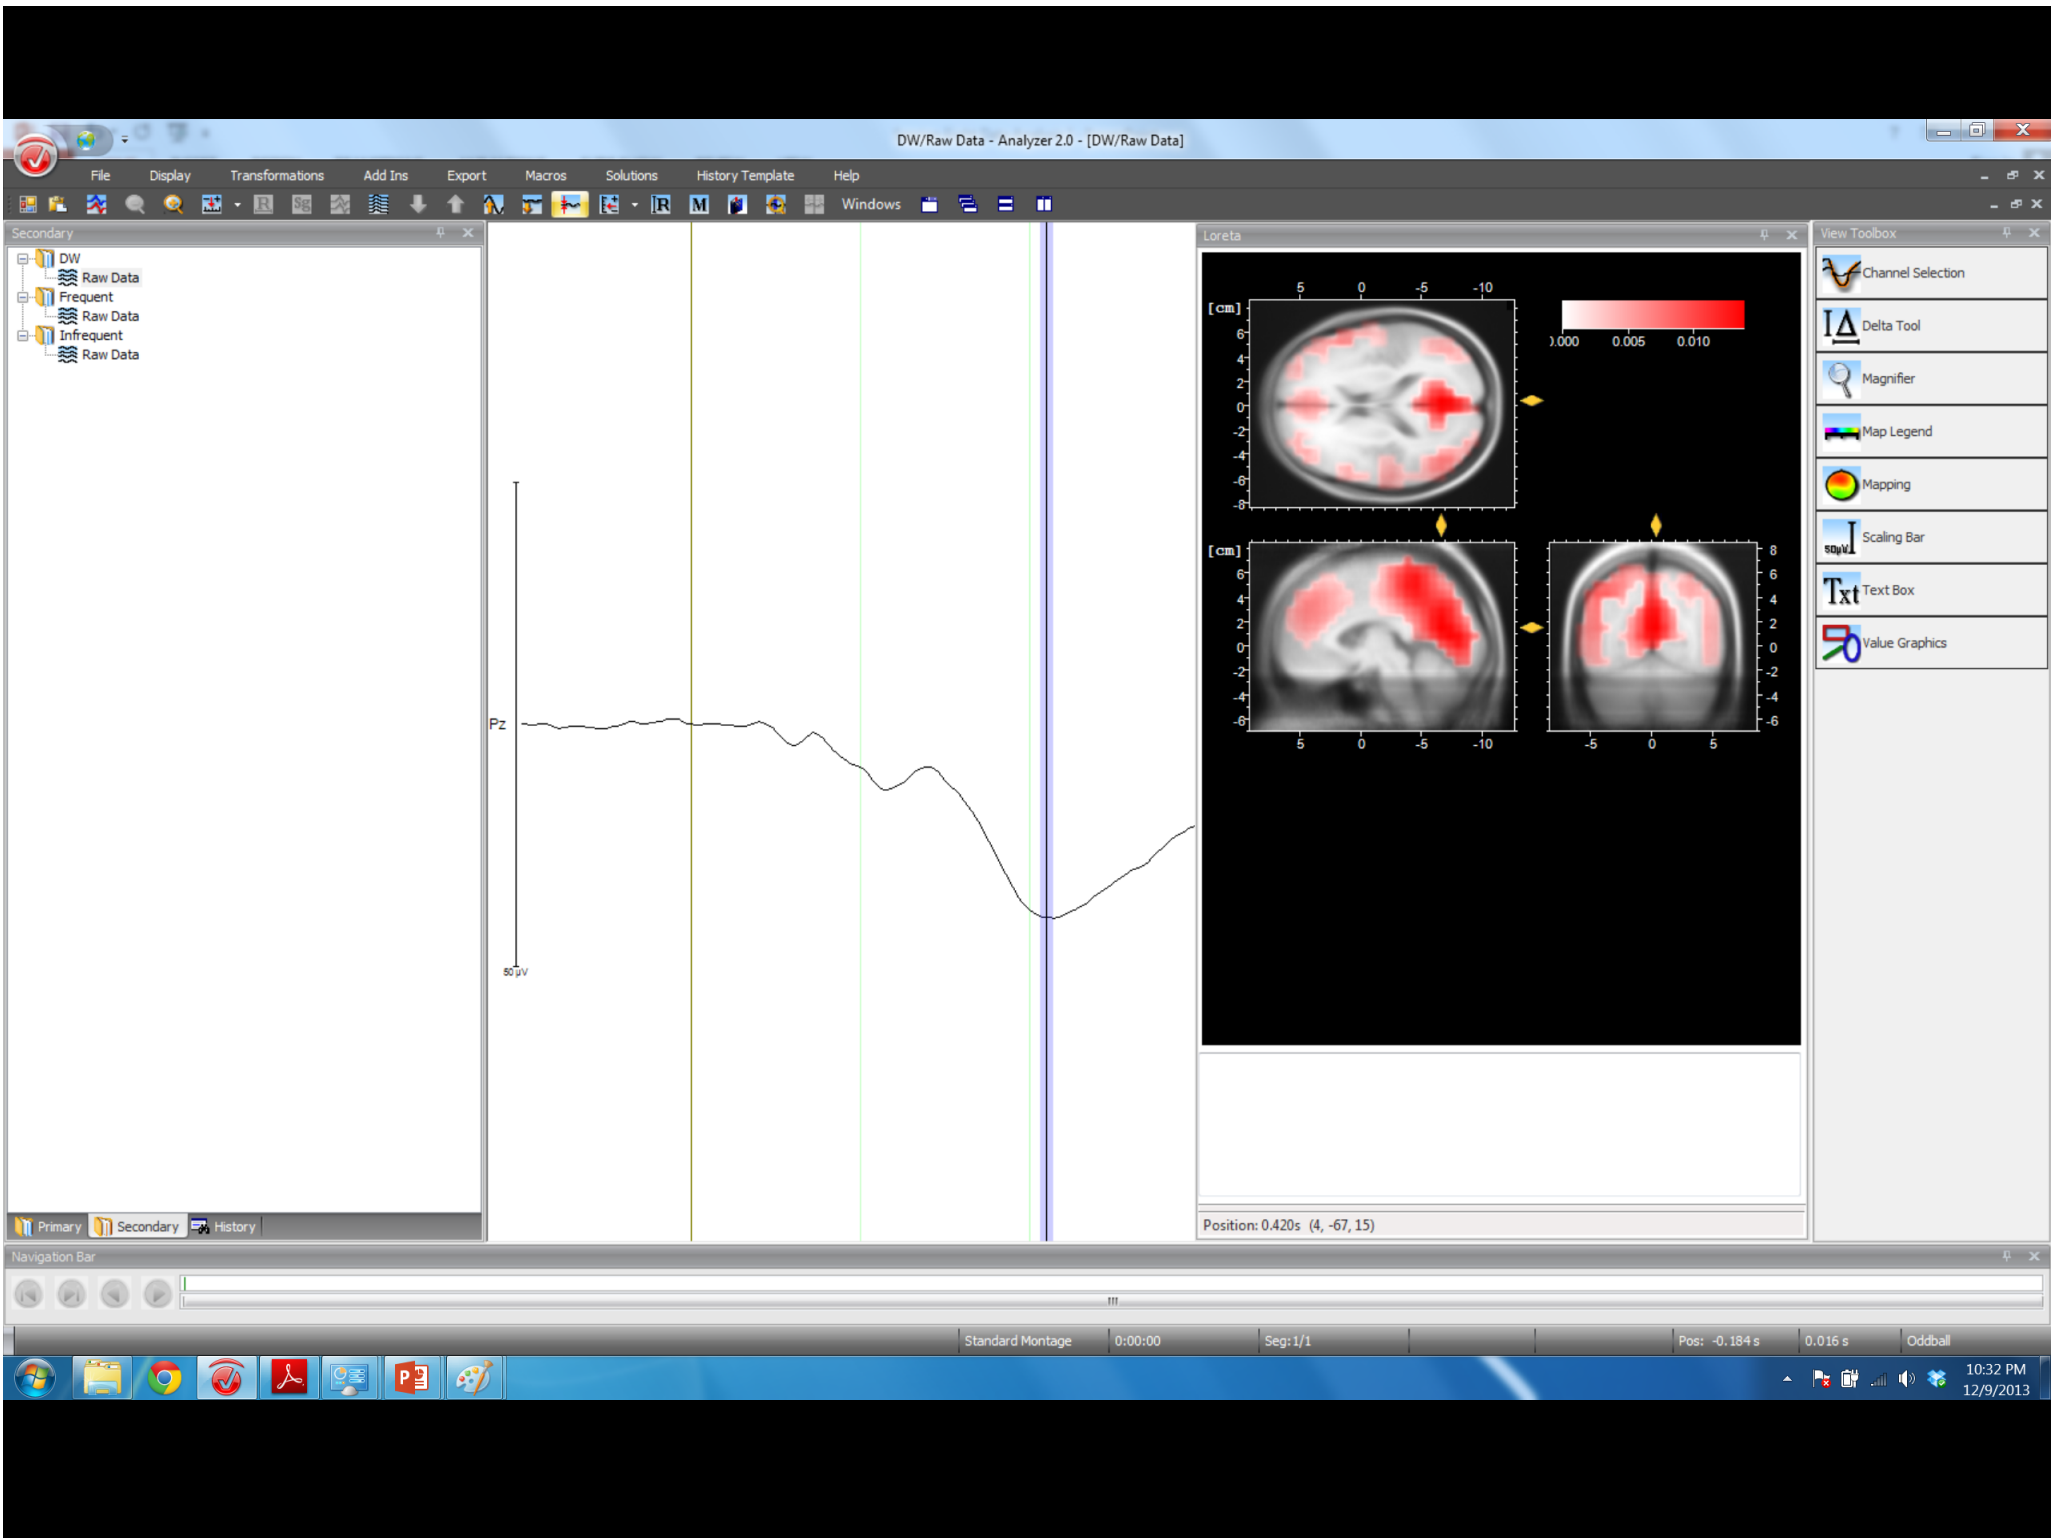 DW/Raw Data - Analyzer 2.0 - [DW/Raw Data]
File Display Transformations Add Ins Export Macros Solutions History Template Help
R Sg R M Windows
Secondary
DW
Raw Data
Frequent
Raw Data
Infrequent
Raw Data
Pz
50 µV
Loreta
5 0 -5 -10
[cm]
6
4
2
0
-2
-4
-6
-8
0.005 0.010
[cm]
6
4
2
0
-2
-4
-6
5 0 -5 -10
8
6
4
2
0
-2
-4
-6
-5 0 5
Position: 0.420s (4, -67, 15)
View Toolbox
Channel Selection
Delta Tool
Magnifier
Map Legend
Mapping
50µV Scaling Bar
Txt Text Box
Value Graphics
Primary Secondary History
Navigation Bar
Standard Montage 0:00:00 Seg: 1/1 Pos: -0.184 s 0.016 s Oddball
10:32 PM
12/9/2013